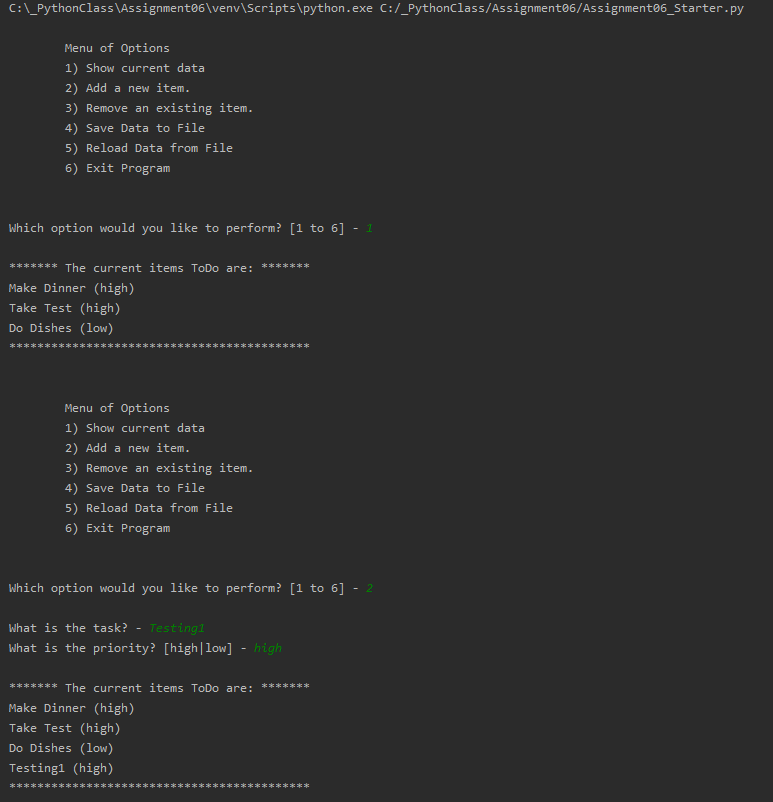 C:\_PythonClass\Assignment06\venv\Scripts\python.exe C:/_PythonClass/Assignment06/Assignment06_Starter.py
Menu of Options
1) Show current data
2) Add a new item.
3) Remove an existing item.
4) Save Data to File
5) Reload Data from File
6) Exit Program
Which option would you like to perform? [1 to 6] - 1
******* The current items ToDo are: *******
Make Dinner (high)
Take Test (high)
Do Dishes (low)
*******************************************
Menu of Options
1) Show current data
2) Add a new item.
3) Remove an existing item.
4) Save Data to File
5) Reload Data from File
6) Exit Program
Which option would you like to perform? [1 to 6] - 2
What is the task? - Testing1
What is the priority? [high|low] - high
******* The current items ToDo are: *******
Make Dinner (high)
Take Test (high)
Do Dishes (low)
Testing1 (high)
*******************************************